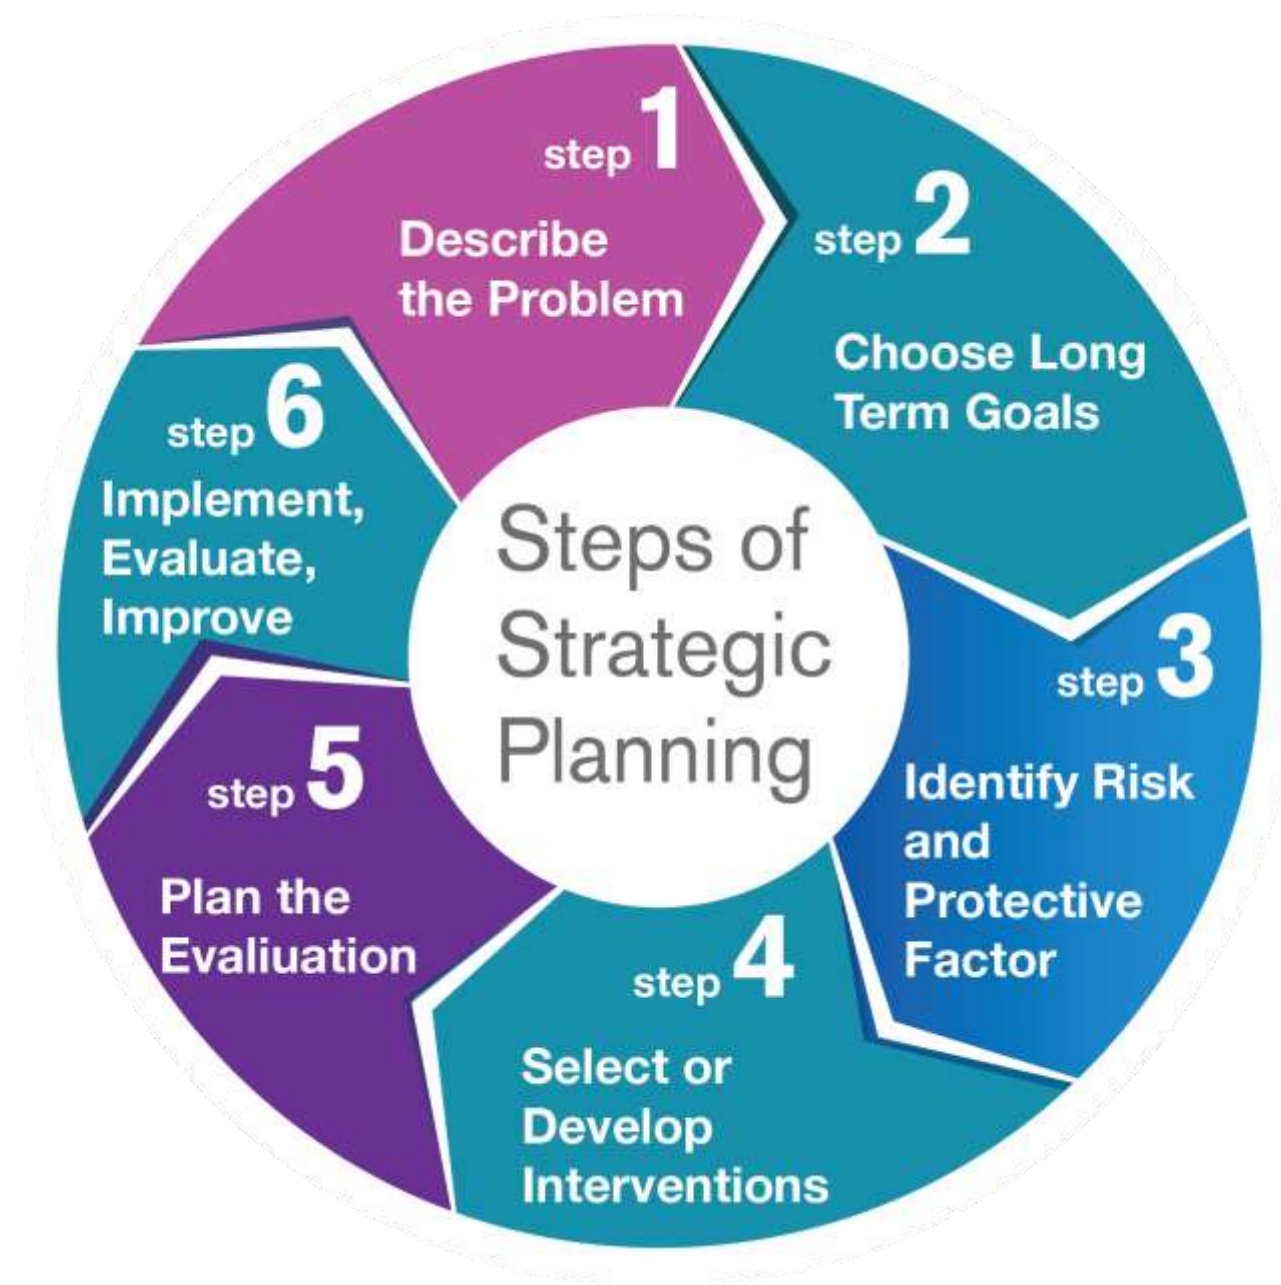 step 1
Describe
the Problem
step 2
Choose Long
Term Goals
step 3
Identify Risk
and
Protective
Factor
step 4
Select or
Develop
Interventions
step 5
Plan the
Evaliuation
step 6
Implement,
Evaluate,
Improve
Steps of
Strategic
Planning